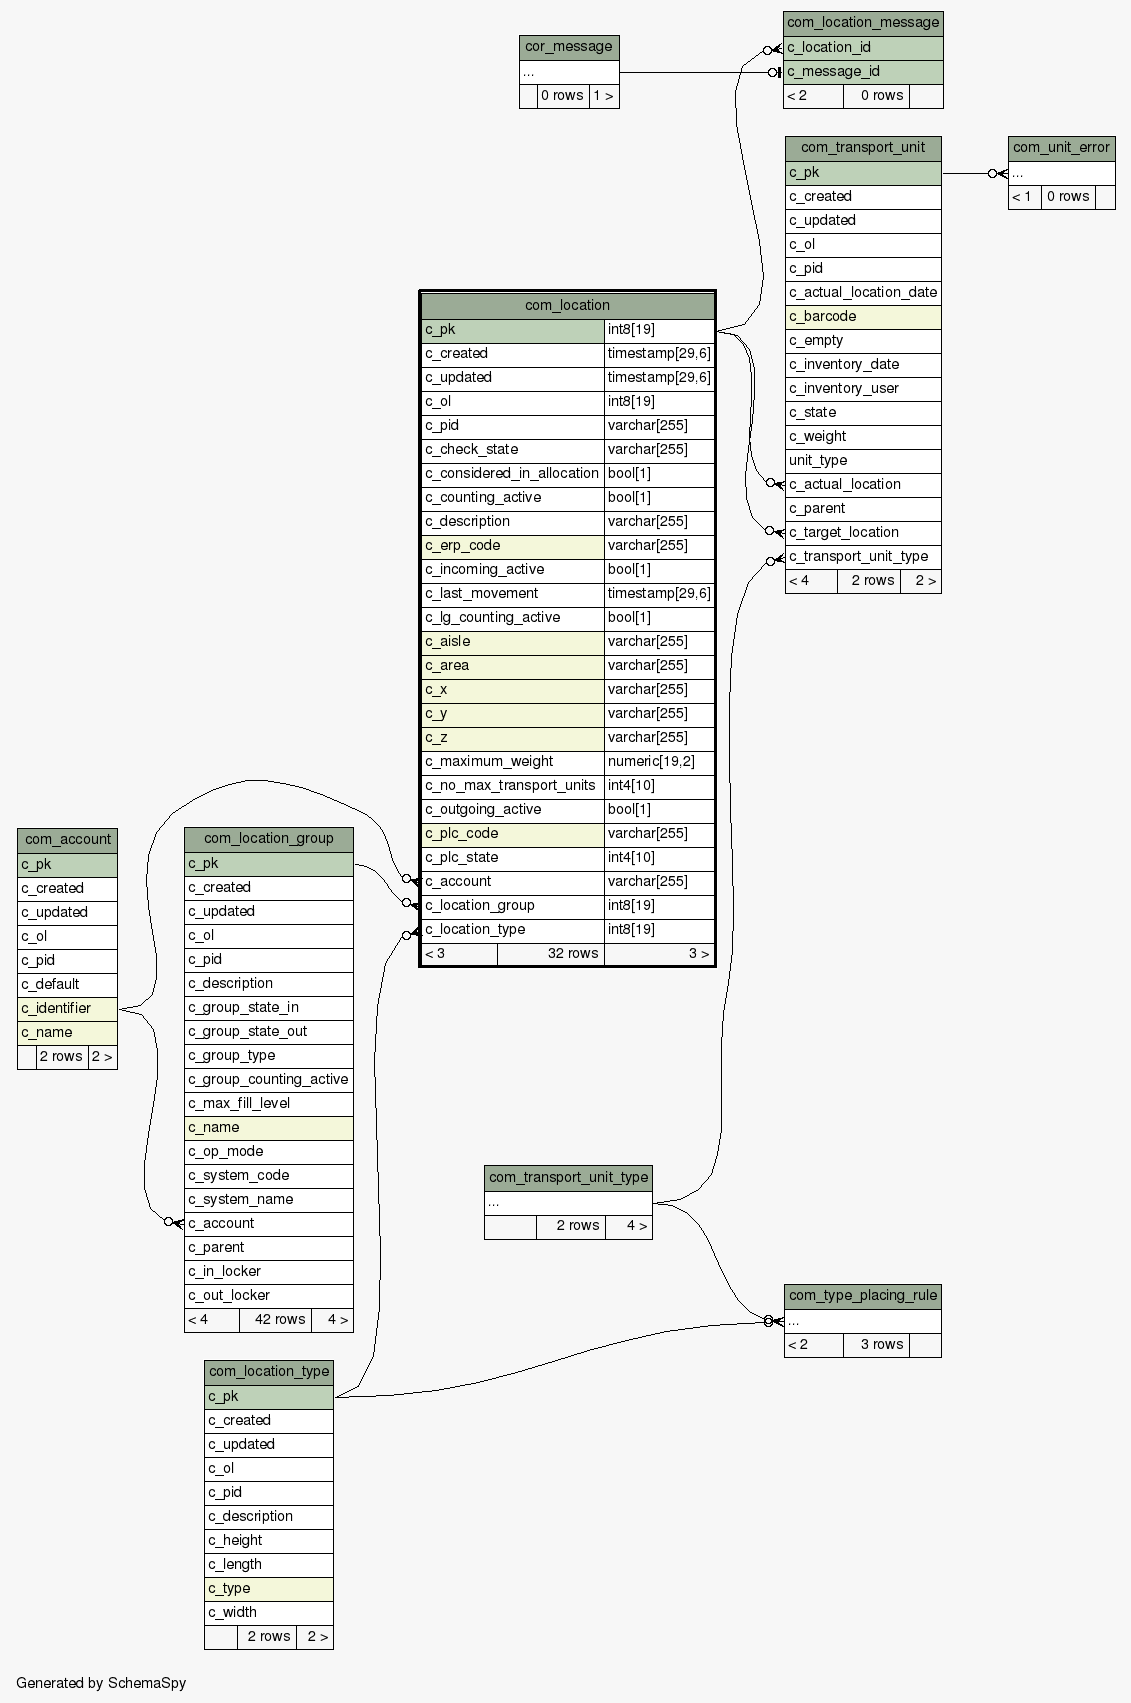 com_location_message
c_location_id
c_message_id
< 2 0 rows
cor_message
...
0 rows 1 >
com_transport_unit
c_pk
c_created
c_updated
c_ol
c_pid
c_actual_location_date
c_barcode
c_empty
c_inventory_date
c_inventory_user
c_state
c_weight
unit_type
c_actual_location
c_parent
c_target_location
c_transport_unit_type
< 4 2 rows 2 >
com_unit_error
...
< 1 0 rows
com_location
c_pk int8[19]
c_created timestamp[29,6]
c_updated timestamp[29,6]
c_ol int8[19]
c_pid varchar[255]
c_check_state varchar[255]
c_considered_in_allocation bool[1]
c_counting_active bool[1]
c_description varchar[255]
c_erp_code varchar[255]
c_incoming_active bool[1]
c_last_movement timestamp[29,6]
c_lg_counting_active bool[1]
c_aisle varchar[255]
c_area varchar[255]
c_x varchar[255]
c_y varchar[255]
c_z varchar[255]
c_maximum_weight numeric[19,2]
c_no_max_transport_units int4[10]
c_outgoing_active bool[1]
c_plc_code varchar[255]
c_plc_state int4[10]
c_account varchar[255]
c_location_group int8[19]
c_location_type int8[19]
< 3 32 rows 3 >
com_account
c_pk
c_created
c_updated
c_ol
c_pid
c_default
c_identifier
c_name
2 rows 2 >
com_location_group
c_pk
c_created
c_updated
c_ol
c_pid
c_description
c_group_state_in
c_group_state_out
c_group_type
c_group_counting_active
c_max_fill_level
c_name
c_op_mode
c_system_code
c_system_name
c_account
c_parent
c_in_locker
c_out_locker
< 4 42 rows 4 >
com_transport_unit_type
...
2 rows 4 >
com_type_placing_rule
...
< 2 3 rows
com_location_type
c_pk
c_created
c_updated
c_ol
c_pid
c_description
c_height
c_length
c_type
c_width
2 rows 2 >
Generated by SchemaSpy